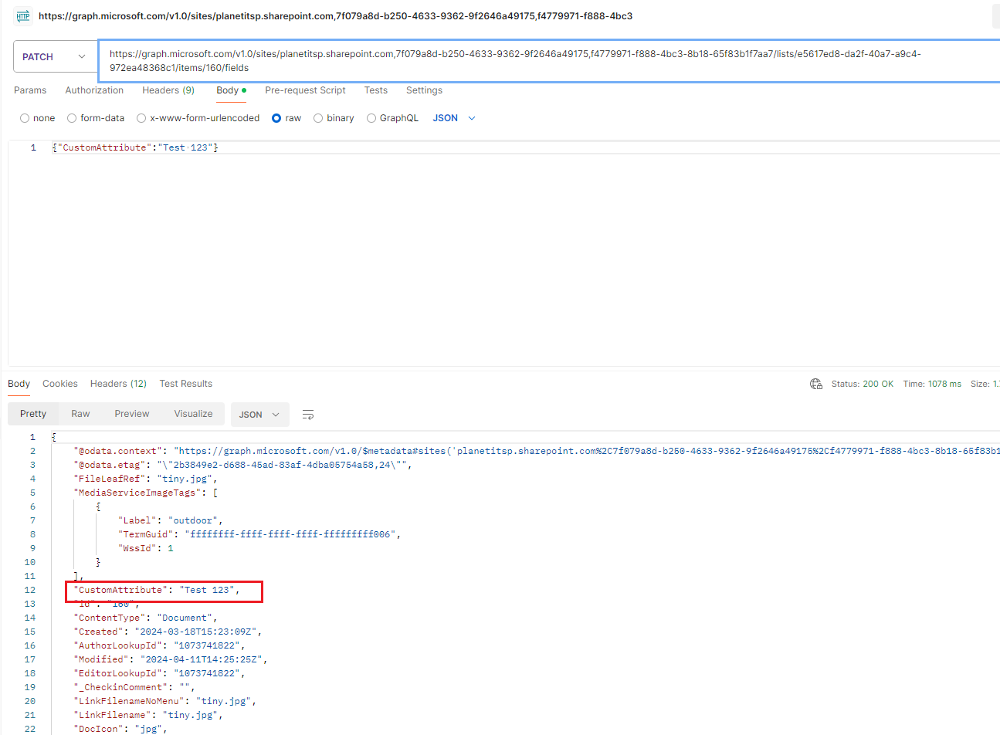 HTTP https://graph.microsoft.com/v1.0/sites/planetitsp.sharepoint.com,7f079a8d-b250-4633-9362-9f2646a49175,f4779971-f888-4bc3
PATCH https://graph.microsoft.com/v1.0/sites/planetitsp.sharepoint.com,7f079a8d-b250-4633-9362-9f2646a49175,f4779971-f888-4bc3-8b18-65f83b1f7aa7/lists/e5617ed8-da2f-40a7-a9c4-
972ea48368c1/items/160/fields
Params Authorization Headers (9) Body Pre-request Script Tests Settings
none form-data x-www-form-urlencoded raw binary GraphQL JSON
1 {"CustomAttribute":"Test 123"}
Body Cookies Headers (12) Test Results Status: 200 OK Time: 1078 ms Size: 1.
Pretty Raw Preview Visualize JSON
1 {
2 "@odata.context": "https://graph.microsoft.com/v1.0/$metadata#sites('planetitsp.sharepoint.com%2C7f079a8d-b250-4633-9362-9f2646a49175%2Cf4779971-f888-4bc3-8b18-65f83b1
3 "@odata.etag": "\"2b3849e2-d688-45ad-83af-4dba05754a58,24\"",
4 "FileLeafRef": "tiny.jpg",
5 "MediaServiceImageTags": [
6 {
7 "Label": "outdoor",
8 "TermGuid": "ffffffff-ffff-ffff-ffff-fffffffff006",
9 "WssId": 1
10 }
11 ],
12 "CustomAttribute": "Test 123",
13 "id": "160",
14 "ContentType": "Document",
15 "Created": "2024-03-18T15:23:09Z",
16 "AuthorLookupId": "1073741822",
17 "Modified": "2024-04-11T14:25:25Z",
18 "EditorLookupId": "1073741822",
19 "_CheckinComment": "",
20 "LinkFilenameNoMenu": "tiny.jpg",
21 "LinkFilename": "tiny.jpg",
22 "DocIcon": "jpg",